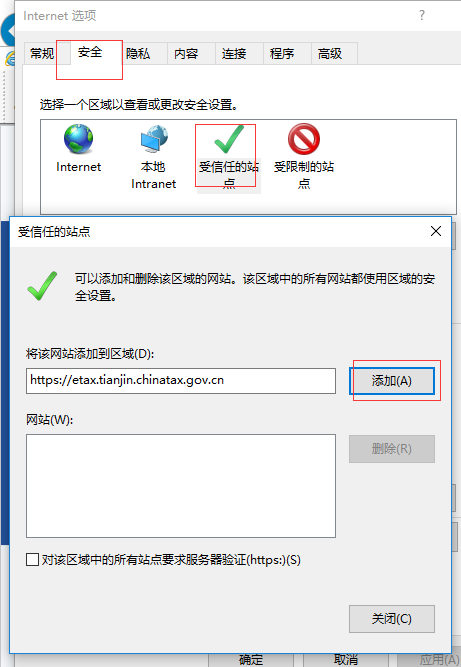 Internet 选项
?
常规
安全
隐私
内容
连接
程序
高级
选择一个区域以查看或更改安全设置。
Internet
本地
Intranet
受信任的站
点
受限制的站
点
受信任的站点
可以添加和删除该区域的网站。该区域中的所有网站都使用区域的安
全设置。
将该网站添加到区域(D):
https://etax.tianjin.chinatax.gov.cn
添加(A)
网站(W):
删除(R)
对该区域中的所有站点要求服务器验证(https:)(S)
关闭(C)
确定
取消
应用(A)